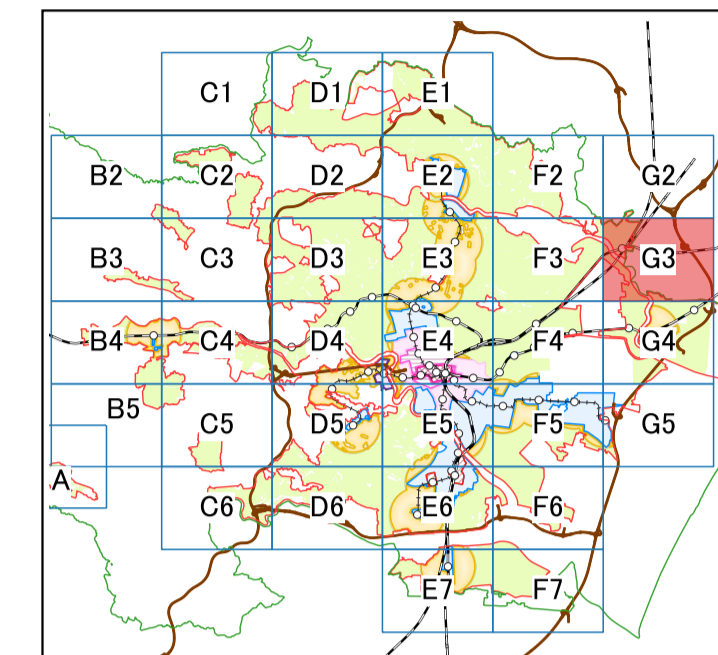 C1 D1 E1
B2 C2 D2 E2 F2 G2
B3 C3 D3 E3 F3 G3
B4 C4 D4 E4 F4 G4
B5 C5 D5 E5 F5 G5
A C6 D6 E6 F6
E7 F7